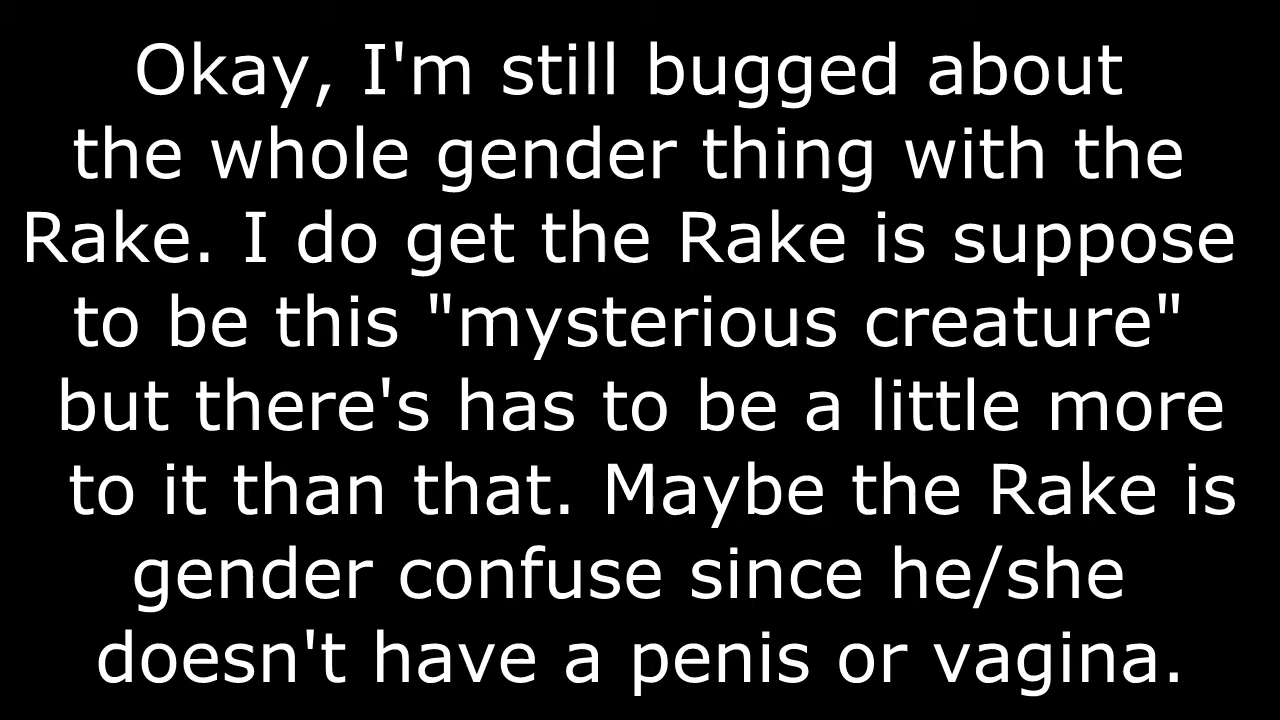 Okay, I'm still bugged about
the whole gender thing with the
Rake. I do get the Rake is suppose
to be this "mysterious creature"
but there's has to be a little more
to it than that. Maybe the Rake is
gender confuse since he/she
doesn't have a penis or vagina.